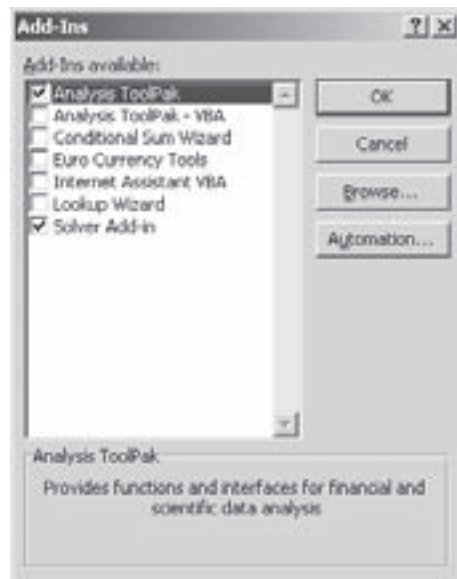 Add-Ins
Add-Ins available:
Analysis ToolPak
Analysis ToolPak - VBA
Conditional Sum Wizard
Euro Currency Tools
Internet Assistant VBA
Lookup Wizard
Solver Add-in
OK
Cancel
Browse...
Automation...
Analysis ToolPak
Provides functions and interfaces for financial and
scientific data analysis